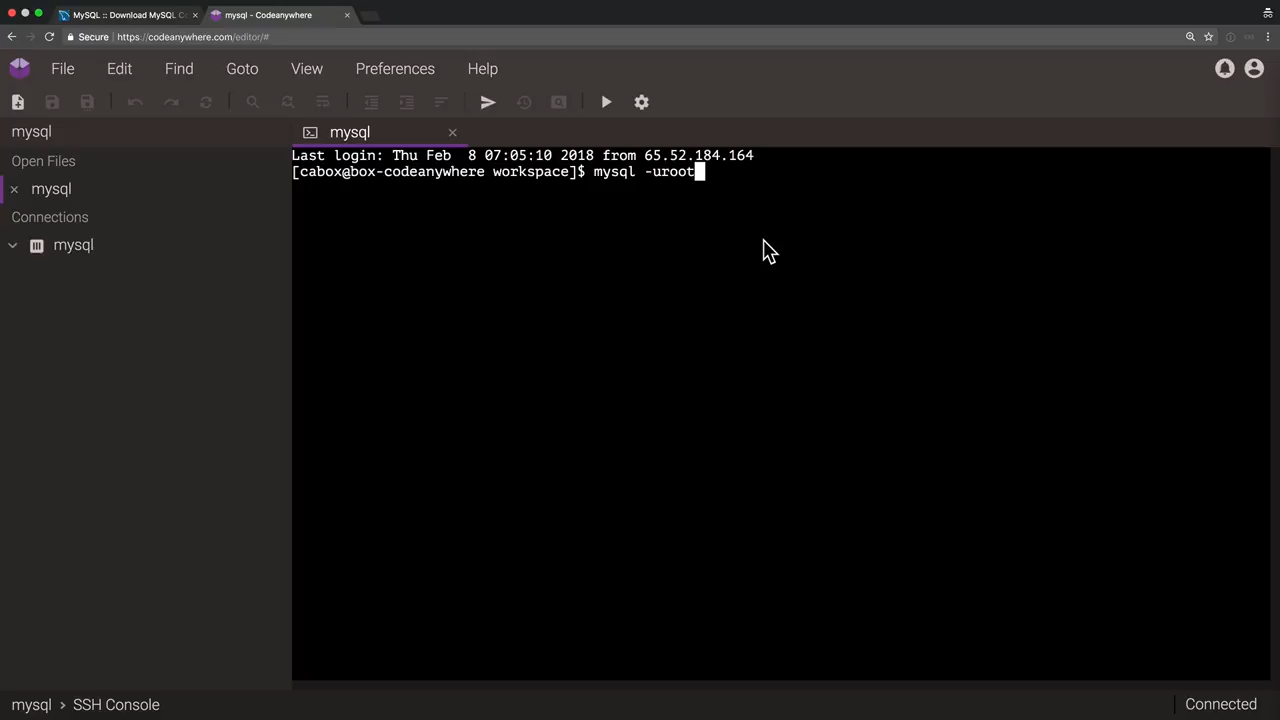 MySQL :: Download MySQL C
mysql - Codeanywhere
Secure
https://codeanywhere.com/editor/#
File Edit Find Goto View Preferences Help
mysql
mysql
Open Files
mysql
Connections
mysql
Last login: Thu Feb  8 07:05:10 2018 from 65.52.184.164
[cabox@box-codeanywhere workspace]$ mysql -uroot
mysql > SSH Console
Connected